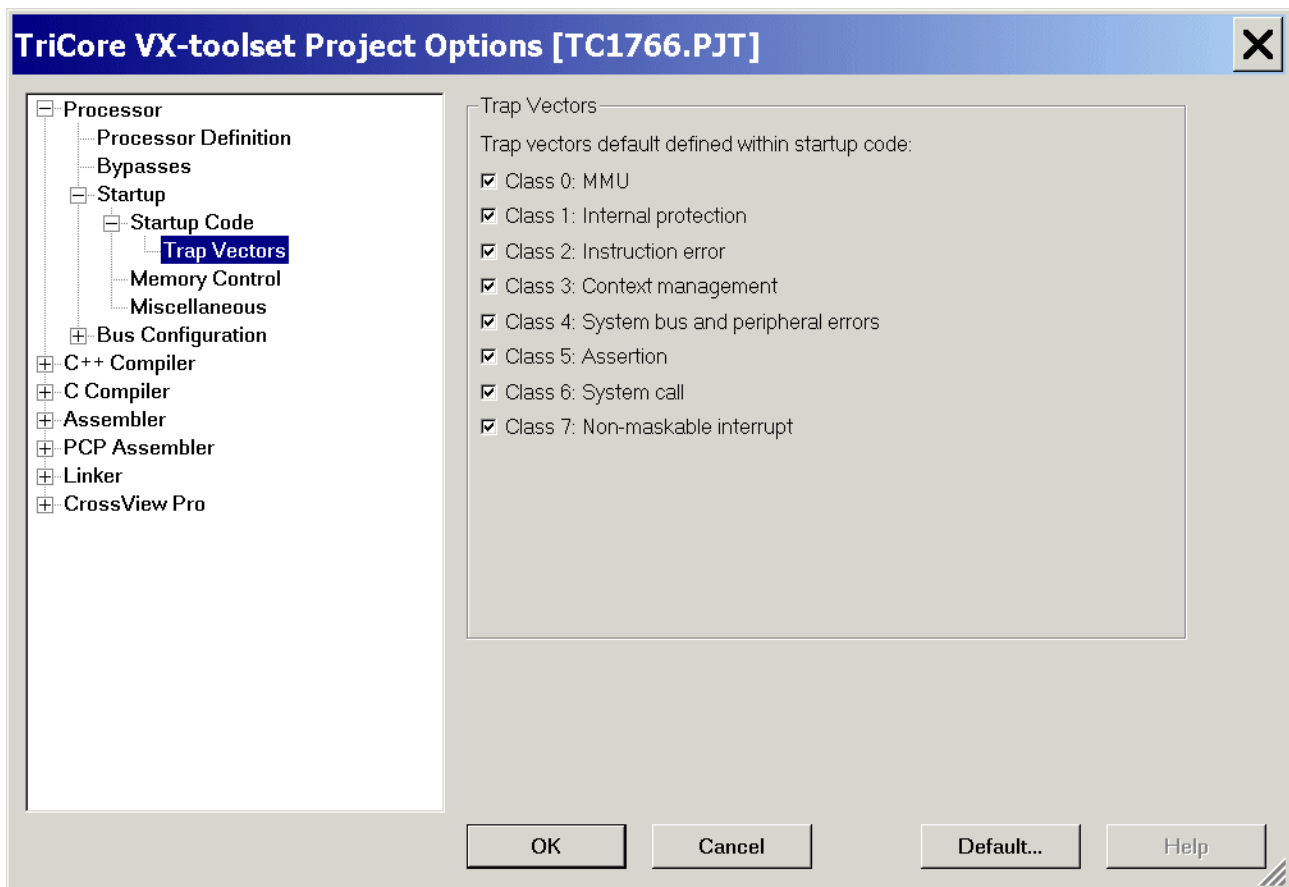 TriCore VX-toolset Project Options [TC1766.PJT]
Processor
Processor Definition
Bypasses
Startup
Startup Code
Trap Vectors
Memory Control
Miscellaneous
Bus Configuration
C++ Compiler
C Compiler
Assembler
PCP Assembler
Linker
CrossView Pro
Trap Vectors
Trap vectors default defined within startup code:
Class 0: MMU
Class 1: Internal protection
Class 2: Instruction error
Class 3: Context management
Class 4: System bus and peripheral errors
Class 5: Assertion
Class 6: System call
Class 7: Non-maskable interrupt
OK
Cancel
Default...
Help